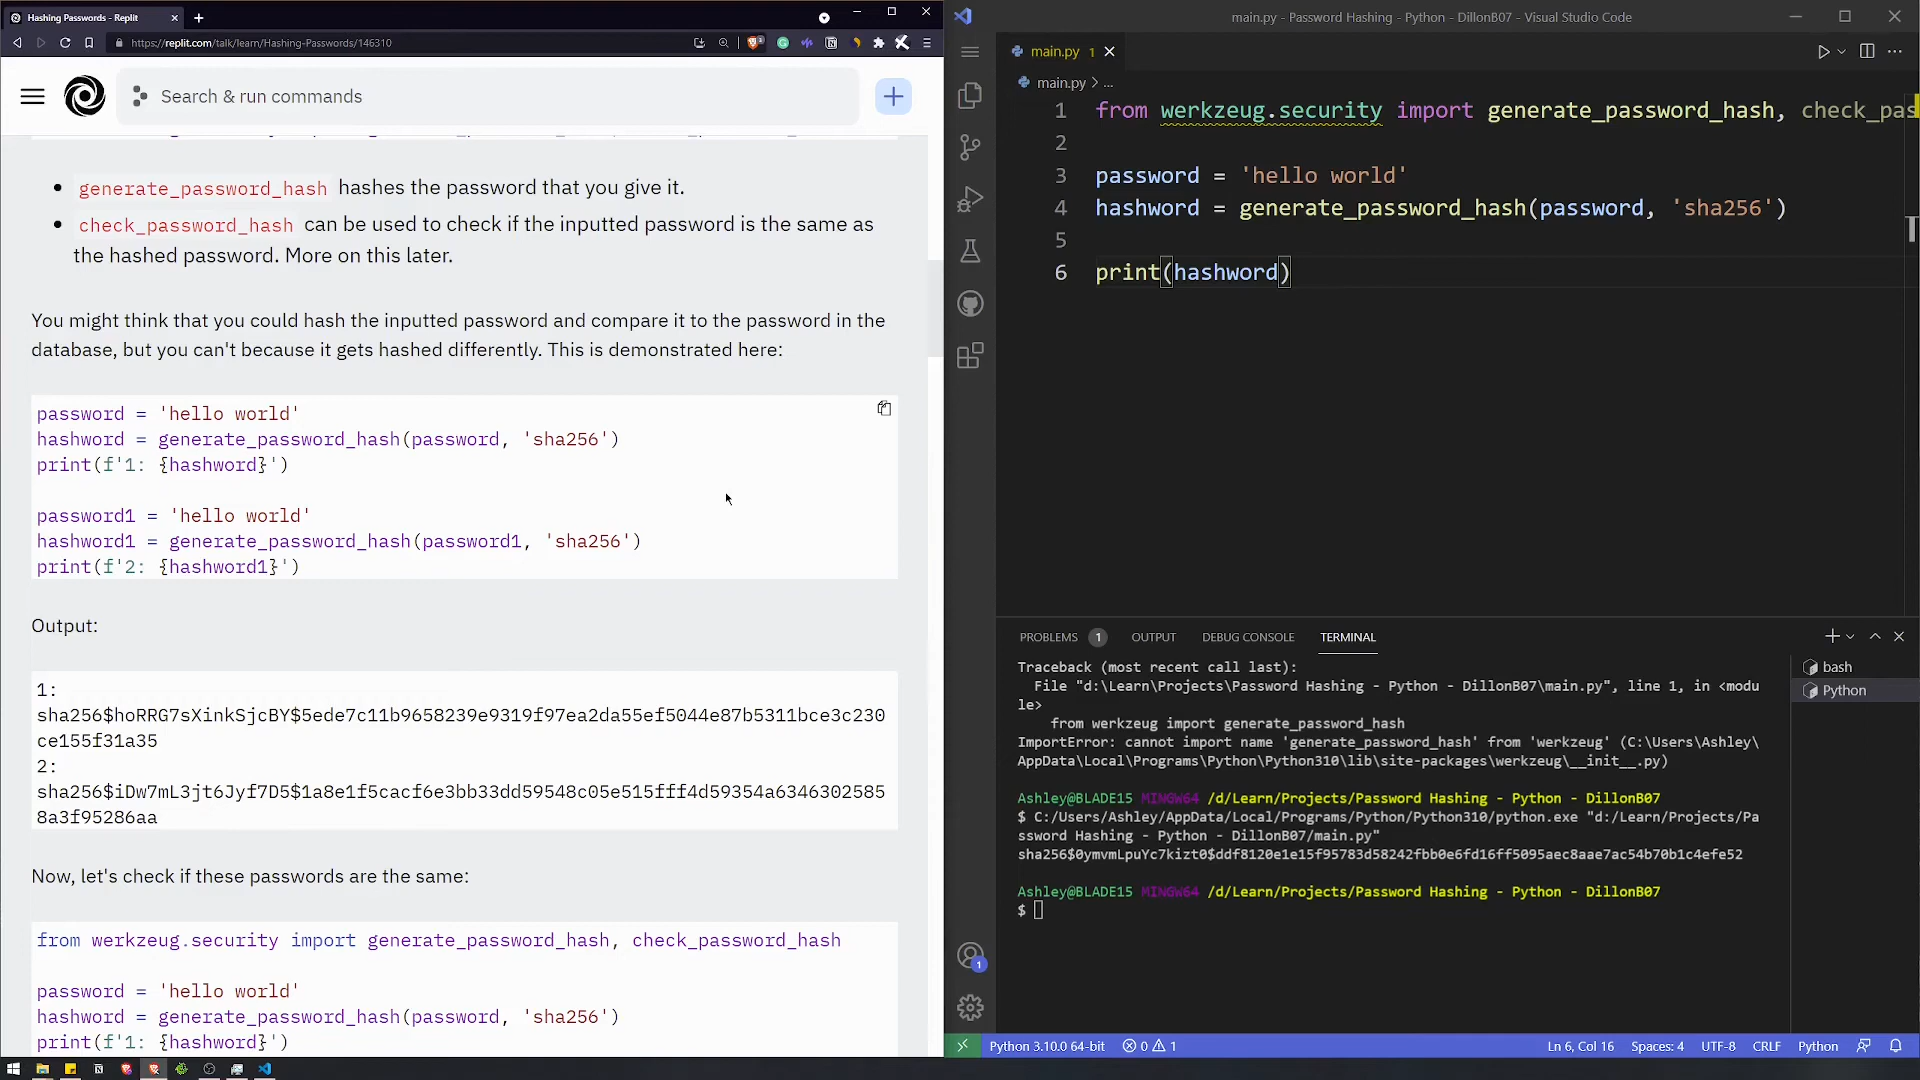 Hashing Passwords - Replit
https://replit.com/talk/learn/Hashing-Passwords/146310
Search & run commands
generate_password_hash hashes the password that you give it.
check_password_hash can be used to check if the inputted password is the same as
the hashed password. More on this later.
You might think that you could hash the inputted password and compare it to the password in the
database, but you can't because it gets hashed differently. This is demonstrated here:
password = 'hello world'
hashword = generate_password_hash(password, 'sha256')
print(f'1: {hashword}')
password1 = 'hello world'
hashword1 = generate_password_hash(password1, 'sha256')
print(f'2: {hashword1}')
Output:
1:
sha256$hoRRG7sXinkSjcBY$5ede7c11b9658239e9319f97ea2da55ef5044e87b5311bce3c230
ce155f31a35
2:
sha256$iDw7mL3jt6Jyf7D5$1a8e1f5cacf6e3bb33dd59548c05e515fff4d59354a6346302585
8a3f95286aa
Now, let's check if these passwords are the same:
from werkzeug.security import generate_password_hash, check_password_hash
password = 'hello world'
hashword = generate_password_hash(password, 'sha256')
print(f'1: {hashword}')
main.py - Password Hashing - Python - DillonB07 - Visual Studio Code
main.py 1
main.py > ...
1 from werkzeug.security import generate_password_hash, check_pas
2
3 password = 'hello world'
4 hashword = generate_password_hash(password, 'sha256')
5
6 print(hashword)
PROBLEMS 1 OUTPUT DEBUG CONSOLE TERMINAL
Traceback (most recent call last):
File "d:\Learn\Projects\Password Hashing - Python - DillonB07\main.py", line 1, in <modu
le>
from werkzeug import generate_password_hash
ImportError: cannot import name 'generate_password_hash' from 'werkzeug' (C:\Users\Ashley\
AppData\Local\Programs\Python\Python310\lib\site-packages\werkzeug\__init__.py)
Ashley@BLADE15 MINGW64 /d/Learn/Projects/Password Hashing - Python - DillonB07
$ C:/Users/Ashley/AppData/Local/Programs/Python/Python310/python.exe "d:/Learn/Projects/Pa
ssword Hashing - Python - DillonB07/main.py"
sha256$0ymvmLpuYc7kizt0$ddf8120e1e15f95783d58242fbb0e6fd16ff5095aec8aae7ac54b70b1c4efe52
Ashley@BLADE15 MINGW64 /d/Learn/Projects/Password Hashing - Python - DillonB07
$
bash
Python
1
Python 3.10.0 64-bit 0 1 Ln 6, Col 16 Spaces: 4 UTF-8 CRLF Python